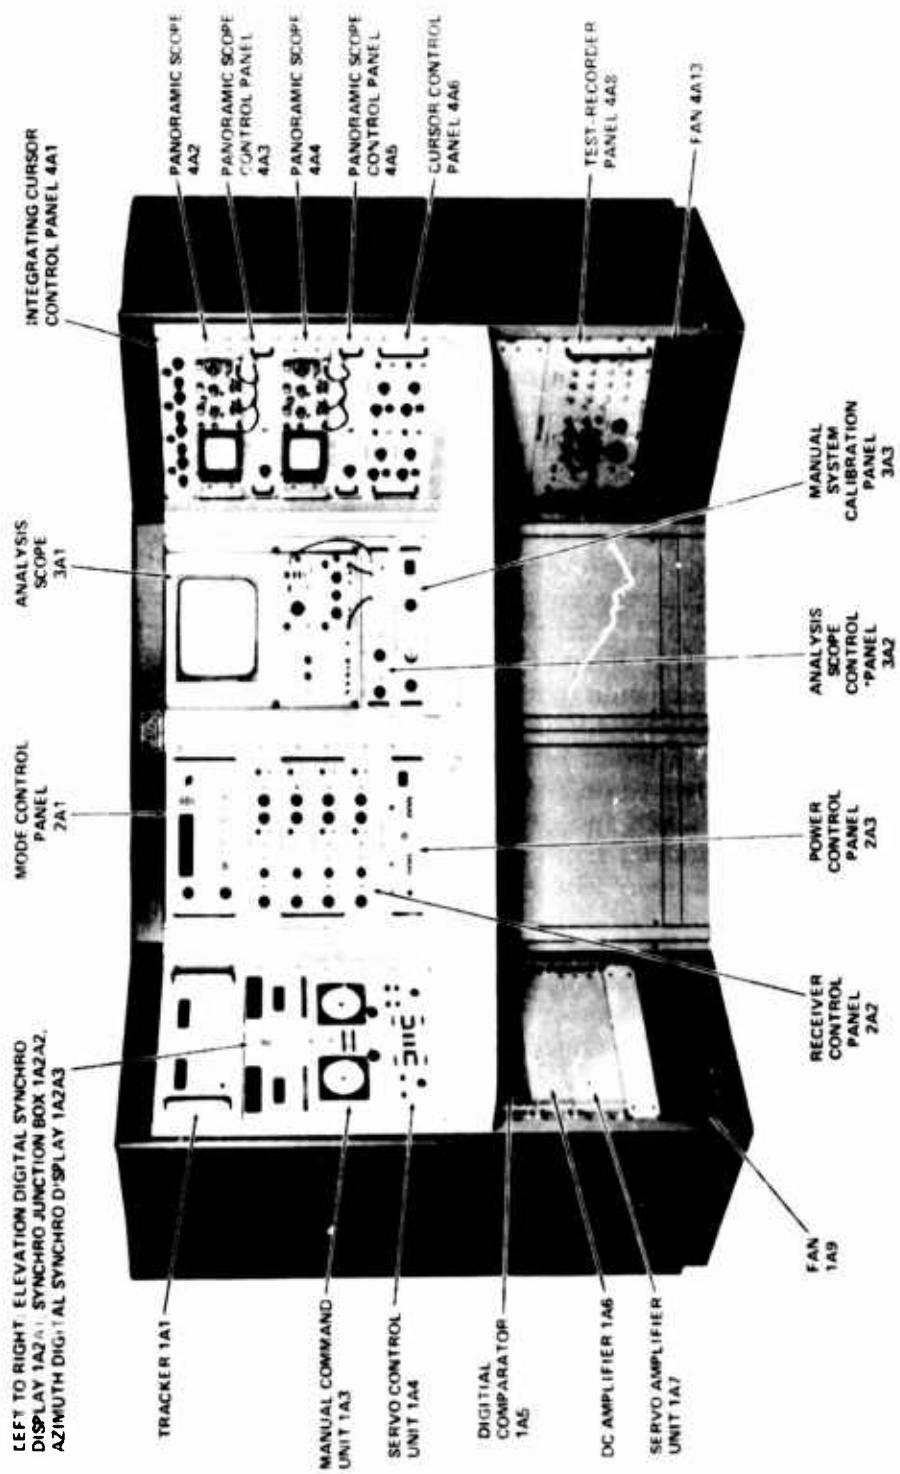 LEFT TO RIGHT: ELEVATION DIGITAL SYNCHRO
DISPLAY 1A2A1, SYNCHRO JUNCTION BOX 1A2A2,
AZIMUTH DIGITAL SYNCHRO DISPLAY 1A2A3
MODE CONTROL
PANEL
2A1
ANALYSIS
SCOPE
3A1
INTEGRATING CURSOR
CONTROL PANEL 4A1
TRACKER 1A1
MANUAL COMMAND
UNIT 1A3
SERVO CONTROL
UNIT 1A4
DIGITIAL
COMPARATOR
1A5
DC AMPLIFIER 1A6
SERVO AMPLIFIER
UNIT 1A7
PANORAMIC SCOPE
4A2
PANORAMIC SCOPE
CONTROL PANEL
4A3
PANORAMIC SCOPE
4A4
PANORAMIC SCOPE
CONTROL PANEL
4A5
CURSOR CONTROL
PANEL 4A6
TEST-RECORDER
PANEL 4A8
FAN 4A13
FAN
1A9
RECEIVER
CONTROL
PANEL
2A2
POWER
CONTROL
PANEL
2A3
ANALYSIS
SCOPE
CONTROL
PANEL
3A2
MANUAL
SYSTEM
CALIBRATION
PANEL
3A3